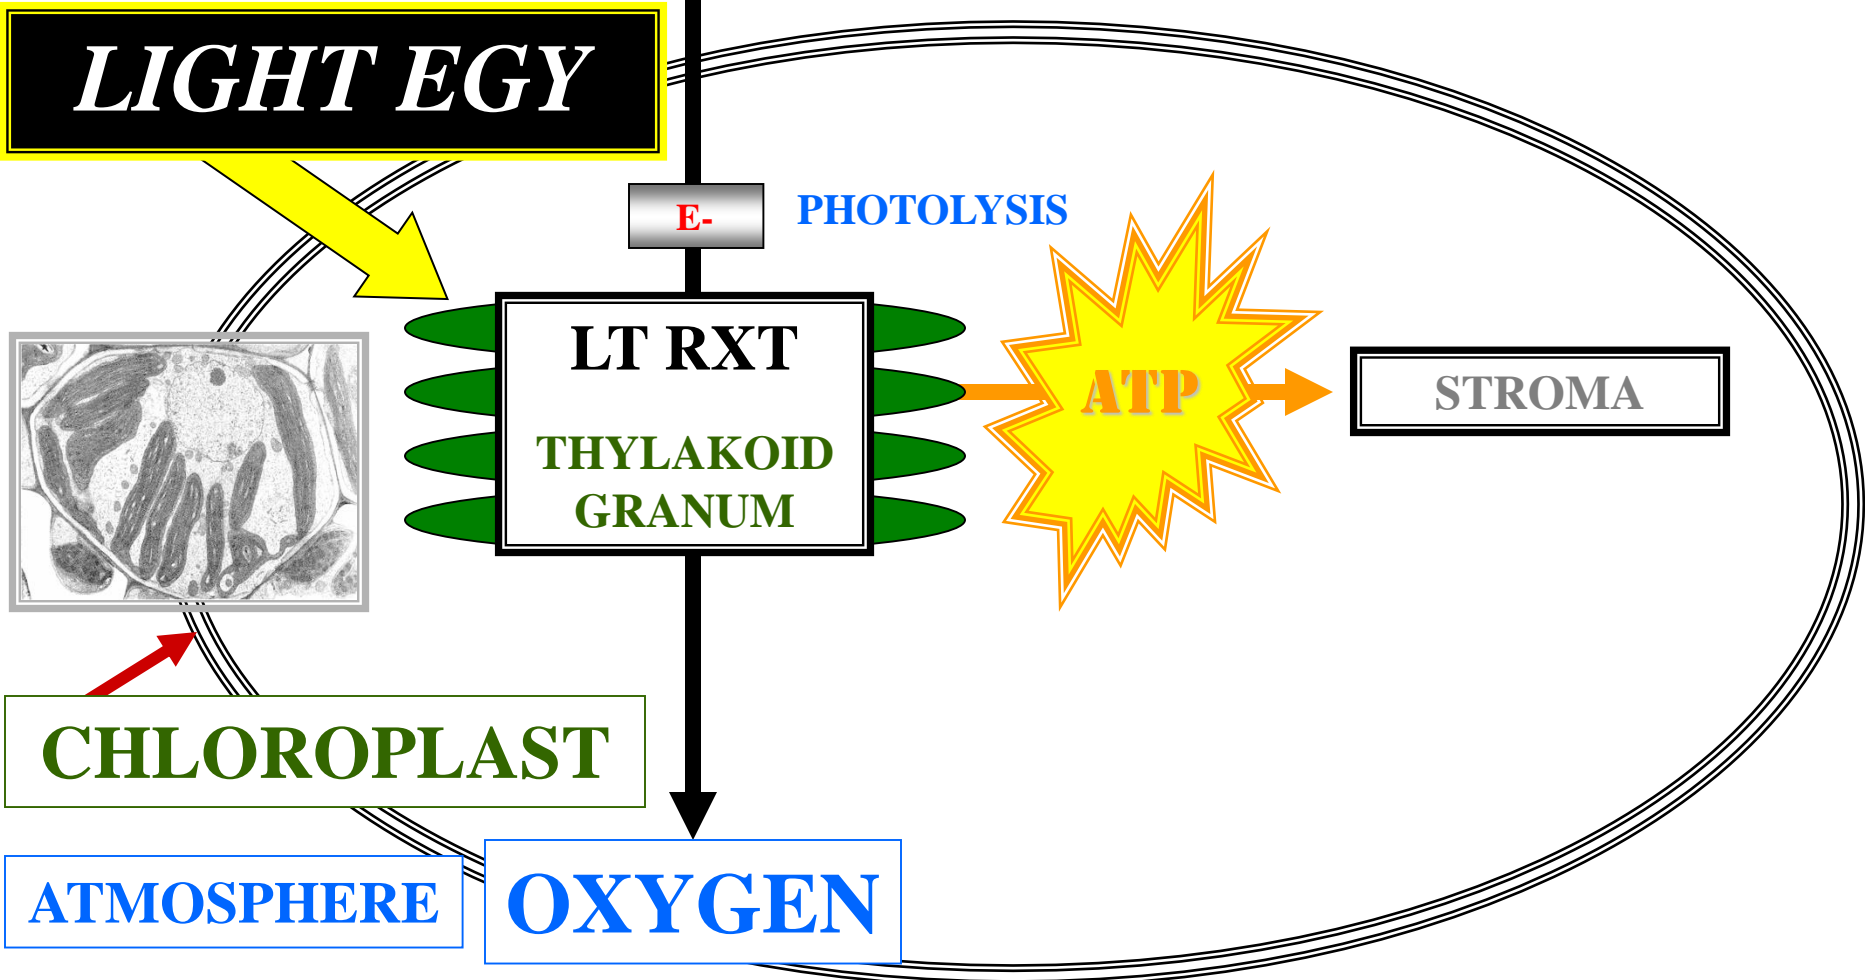 LIGHT EGY
E-
PHOTOLYSIS
LT RXT
THYLAKOID
GRANUM
ATP
STROMA
CHLOROPLAST
ATMOSPHERE
OXYGEN